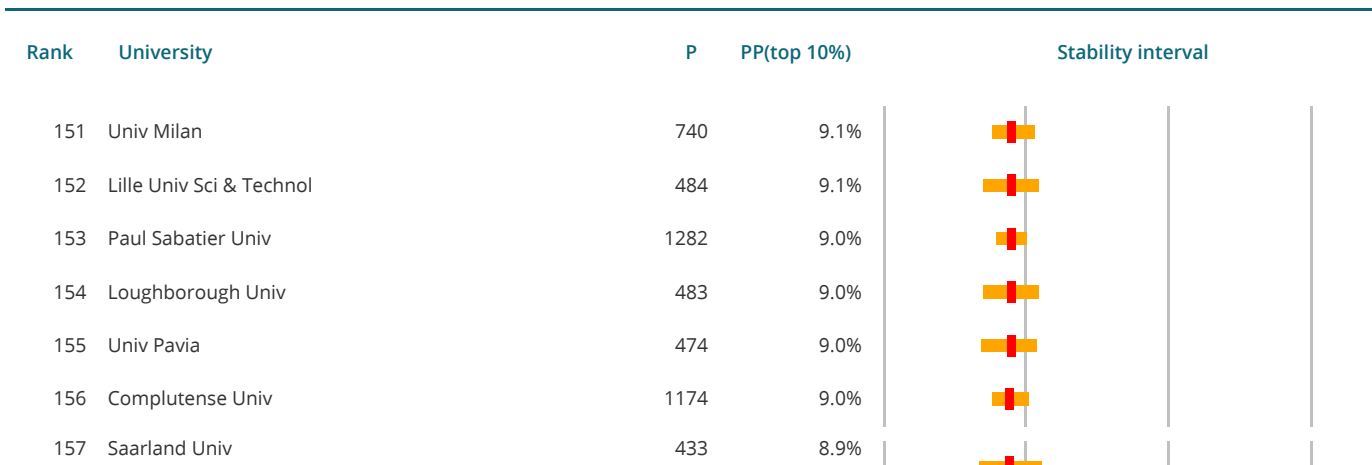 Rank University P PP(top 10%) Stability interval
151 Univ Milan 740 9.1%
152 Lille Univ Sci & Technol 484 9.1%
153 Paul Sabatier Univ 1282 9.0%
154 Loughborough Univ 483 9.0%
155 Univ Pavia 474 9.0%
156 Complutense Univ 1174 9.0%
157 Saarland Univ 433 8.9%